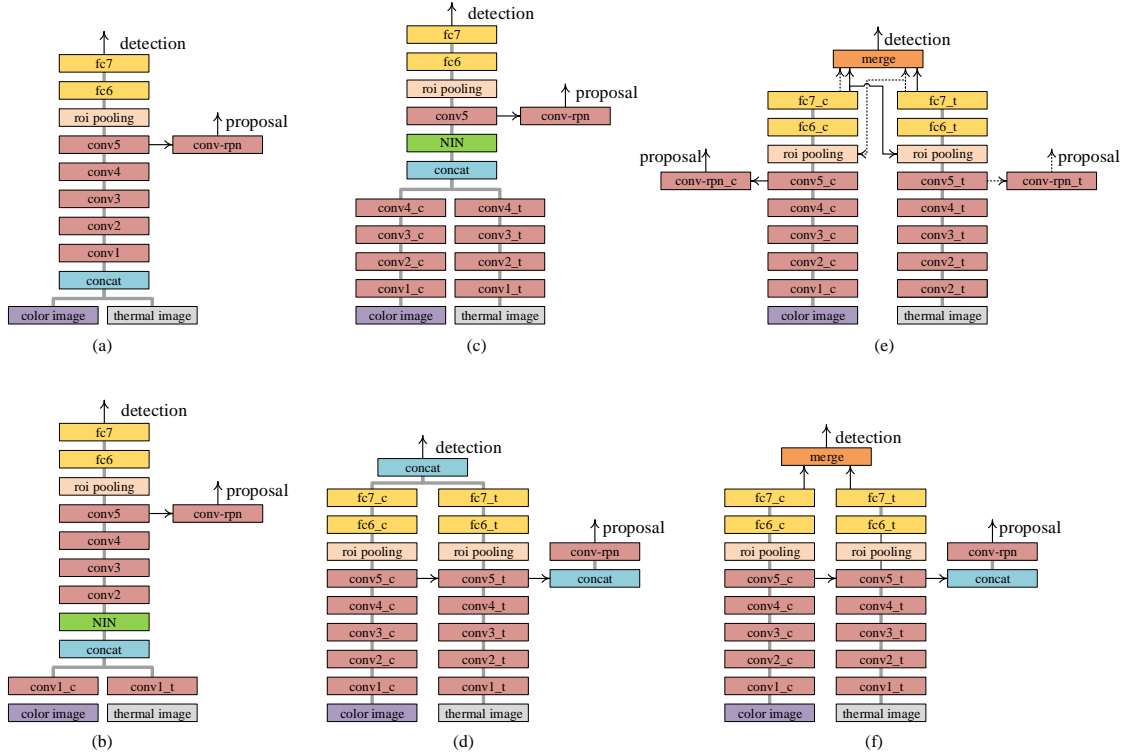 detection
fc7
fc6
roi pooling
proposal
conv5
conv-rpn
conv4
conv3
conv2
conv1
concat
color image
thermal image
(a)
detection
fc7
fc6
roi pooling
proposal
conv5
conv-rpn
NIN
concat
conv4_c
conv4_t
conv3_c
conv3_t
conv2_c
conv2_t
conv1_c
conv1_t
color image
thermal image
(c)
detection
merge
fc7_c
fc7_t
fc6_c
fc6_t
proposal
roi pooling
roi pooling
proposal
conv-rpn_c
conv5_c
conv5_t
conv-rpn_t
conv4_c
conv4_t
conv3_c
conv3_t
conv2_c
conv2_t
conv1_c
conv2_t
color image
thermal image
(e)
detection
fc7
fc6
roi pooling
proposal
conv5
conv-rpn
conv4
conv3
conv2
NIN
concat
conv1_c
conv1_t
color image
thermal image
(b)
detection
concat
fc7_c
fc7_t
fc6_c
fc6_t
proposal
roi pooling
roi pooling
conv-rpn
conv5_c
conv5_t
concat
conv4_c
conv4_t
conv3_c
conv3_t
conv2_c
conv2_t
conv1_c
conv1_t
color image
thermal image
(d)
detection
merge
fc7_c
fc7_t
fc6_c
fc6_t
proposal
roi pooling
roi pooling
conv-rpn
conv5_c
conv5_t
concat
conv4_c
conv4_t
conv3_c
conv3_t
conv2_c
conv2_t
conv1_c
conv1_t
color image
thermal image
(f)